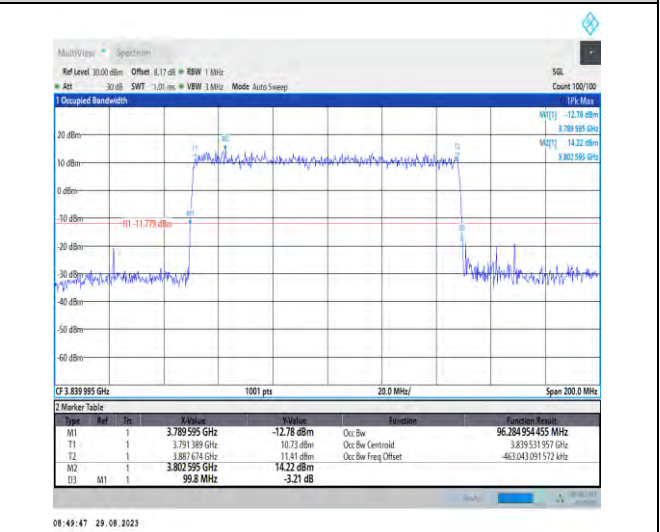 MultiView Spectrum
Ref Level 30.00 dBm Offset 8.17 dB RBW 1 MHz SGL
Att 30 dB SWT 1.01 ms VBW 3 MHz Mode Auto Sweep Count 100/100
1 Occupied Bandwidth 1Pk Max
M1[1] -12.78 dBm
3.789 595 GHz
M2[1] 14.22 dBm
3.802 595 GHz
20 dBm
T1 M2 T2
10 dBm
0 dBm
-10 dBm M1
H1 -11.779 dBm
D3
-20 dBm
-30 dBm
-40 dBm
-50 dBm
-60 dBm
CF 3.839 995 GHz 1001 pts 20.0 MHz/ Span 200.0 MHz
2 Marker Table
Type Ref Trc X-Value Y-Value Function Function Result
M1 1 3.789 595 GHz -12.78 dBm Occ Bw 96.284 954 455 MHz
T1 1 3.791 389 GHz 10.73 dBm Occ Bw Centroid 3.839 531 957 GHz
T2 1 3.887 674 GHz 11.41 dBm Occ Bw Freq Offset -463.043 091 572 kHz
M2 1 3.802 595 GHz 14.22 dBm
D3 M1 1 99.8 MHz -3.21 dB
08:49:47 29.08.2023